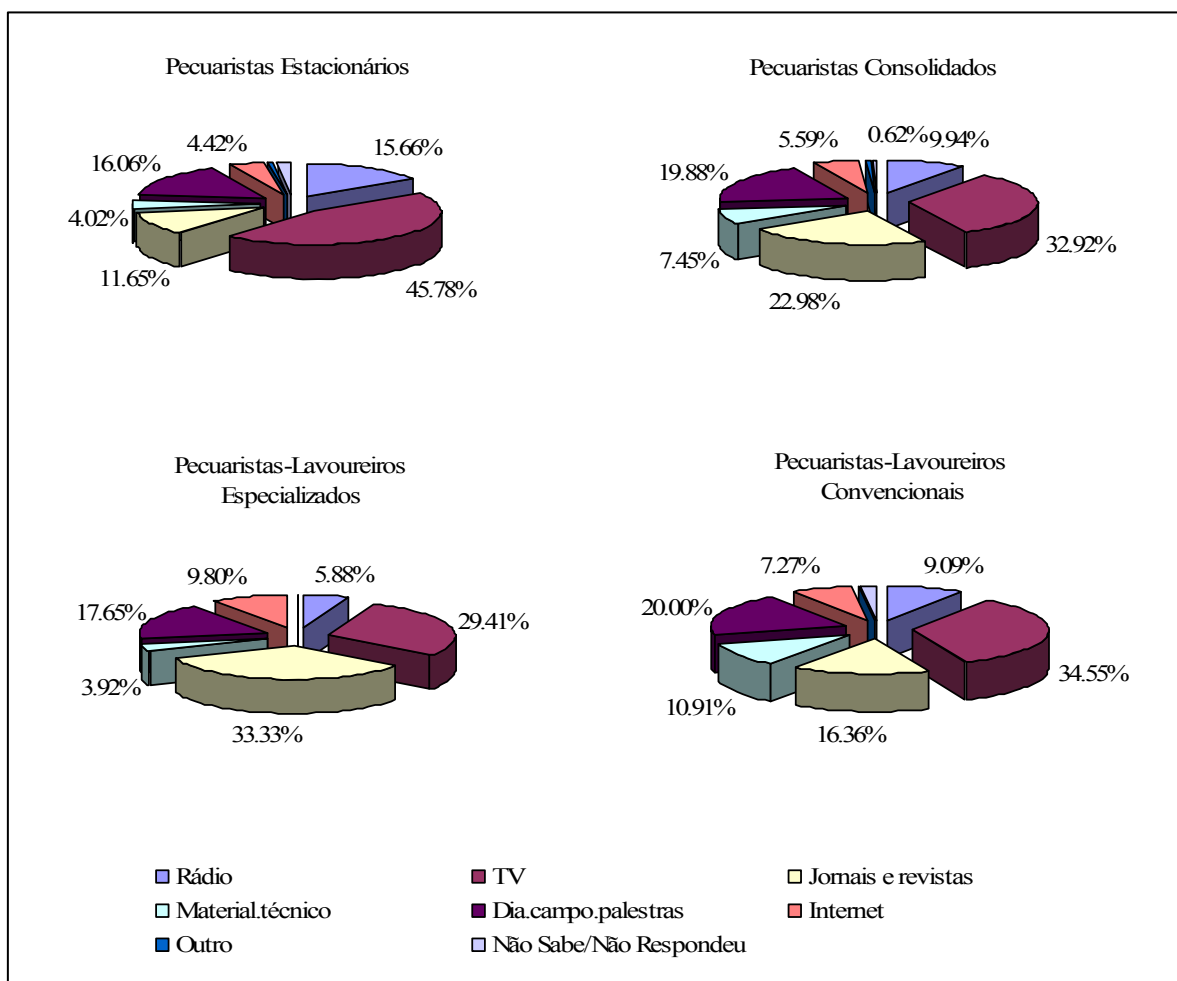 Pecuaristas Estacionários
4.42%
15.66%
16.06%
4.02%
11.65%
45.78%
Pecuaristas Consolidados
5.59%
0.62%
9.94%
19.88%
7.45%
32.92%
22.98%
Pecuaristas-Lavoureiros
Especializados
9.80%
5.88%
17.65%
29.41%
3.92%
33.33%
Pecuaristas-Lavoureiros
Convencionais
7.27%
9.09%
20.00%
34.55%
10.91%
16.36%
Rádio
TV
Jornais e revistas
Material.técnico
Dia.campo.palestras
Internet
Outro
Não Sabe/Não Respondeu